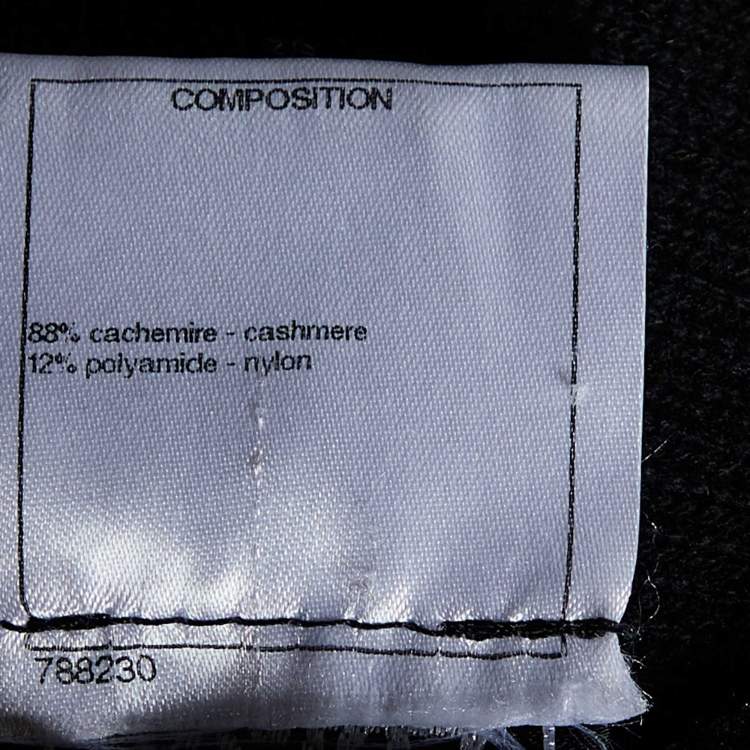 COMPOSITION
88% cachemire - cashmere
12% polyamide - nylon
788230